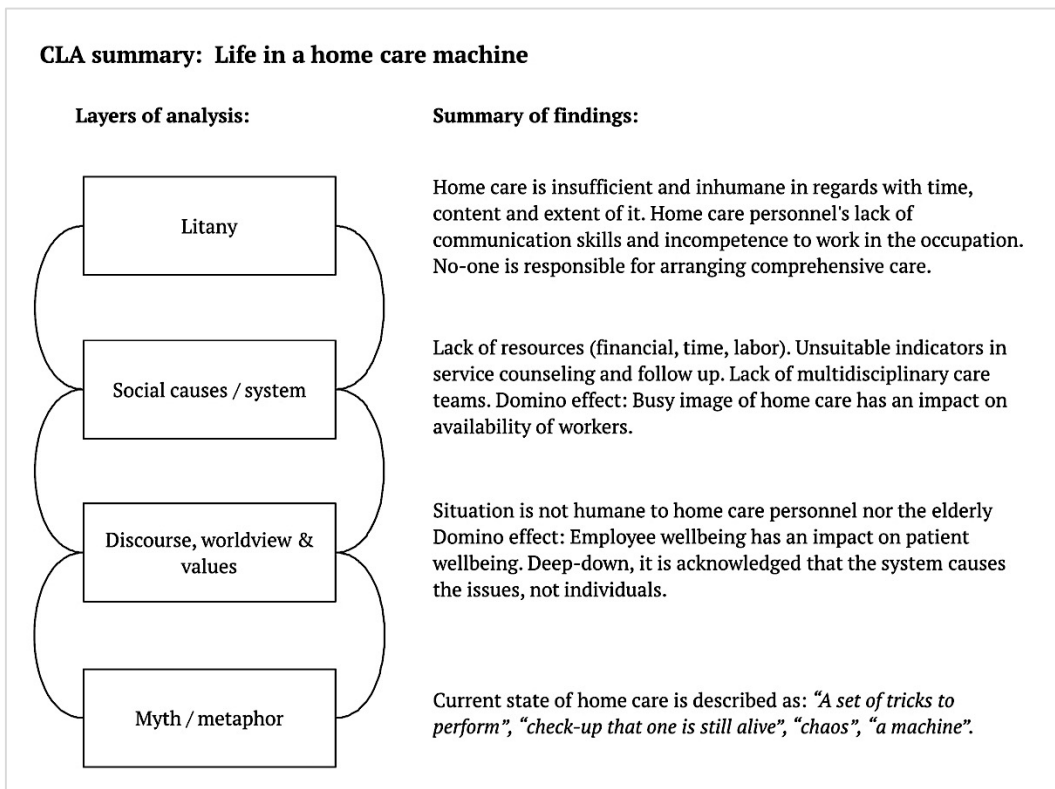 CLA summary: Life in a home care machine
Layers of analysis:
Summary of findings:
Litany
Home care is insufficient and inhumane in regards with time,
content and extent of it. Home care personnel's lack of
communication skills and incompetence to work in the occupation.
No-one is responsible for arranging comprehensive care.
Social causes / system
Lack of resources (financial, time, labor). Unsuitable indicators in
service counseling and follow up. Lack of multidisciplinary care
teams. Domino effect: Busy image of home care has an impact on
availability of workers.
Discourse, worldview &
values
Situation is not humane to home care personnel nor the elderly
Domino effect: Employee wellbeing has an impact on patient
wellbeing. Deep-down, it is acknowledged that the system causes
the issues, not individuals.
Myth / metaphor
Current state of home care is described as: “A set of tricks to
perform”, “check-up that one is still alive”, “chaos”, “a machine”.